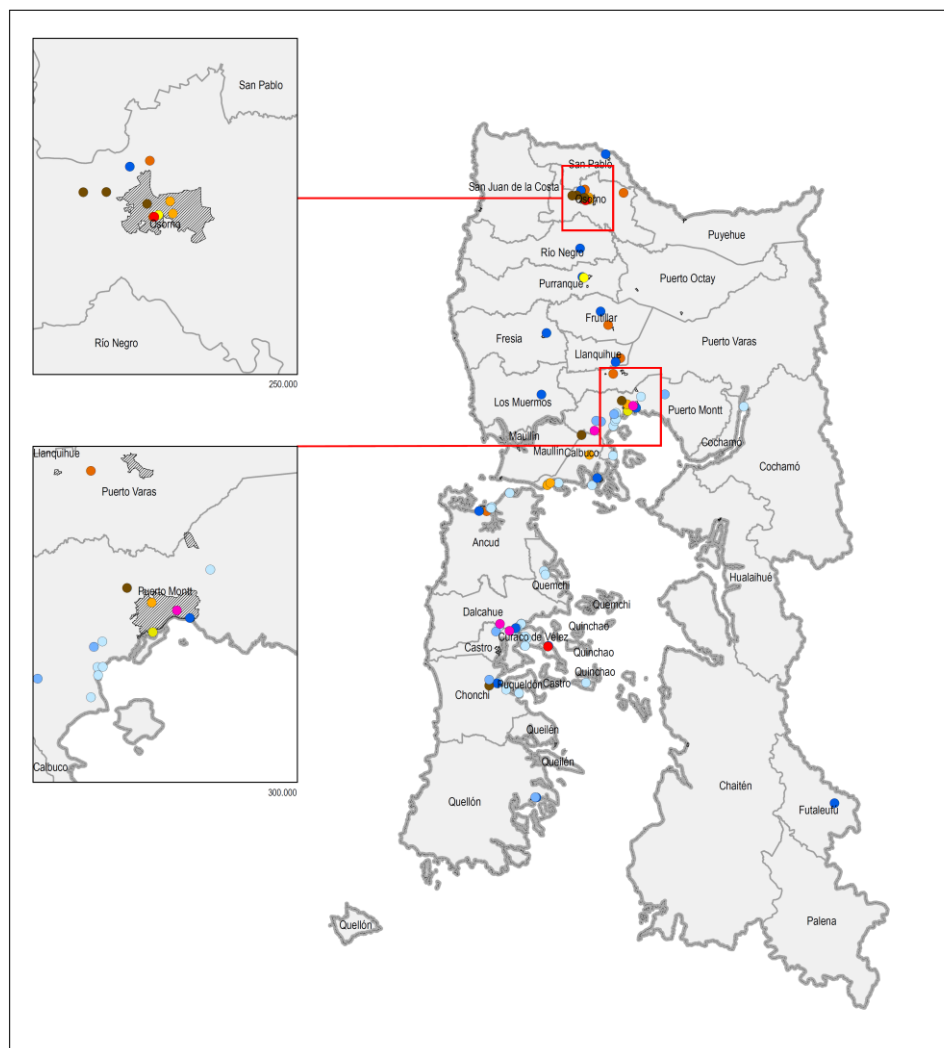 San Pablo
Osorno
Río Negro
250.000
Llanquihue
Puerto Varas
Puerto Montt
Calbuco
300.000
San Pablo
San Juan de la Costa
Osorno
Puyehue
Río Negro
Puerto Octay
Purranque
Frutillar
Fresia
Puerto Varas
Llanquihue
Los Muermos
Puerto Montt
Maullín
Cochamó
Maullín
Calbuco
Cochamó
Ancud
Hualaihué
Quemchi
Quemchi
Dalcahue
Quinchao
Curaco de Vélez
Castro
Quinchao
Quinchao
Puqueldón
Castro
Chonchi
Queilén
Queilén
Quellón
Chaitén
Futaleufú
Quellón
Palena